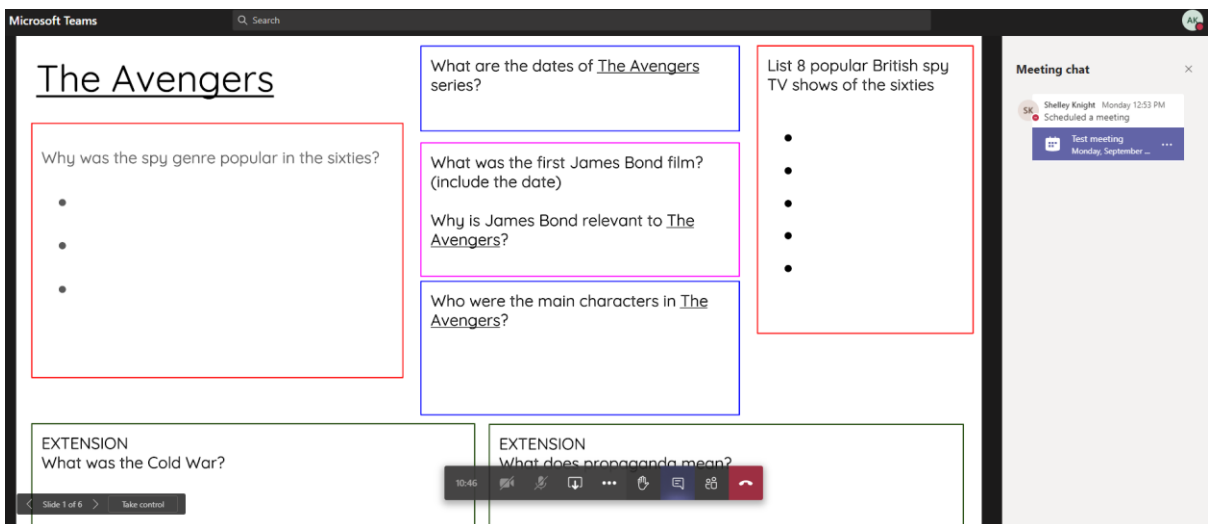 Microsoft Teams
Search
AK
The Avengers
Why was the spy genre popular in the sixties?
•
•
•
What are the dates of The Avengers
series?
What was the first James Bond film?
(include the date)
Why is James Bond relevant to The
Avengers?
Who were the main characters in The
Avengers?
List 8 popular British spy
TV shows of the sixties
•
•
•
•
•
EXTENSION
What was the Cold War?
EXTENSION
What does propaganda mean?
Slide 1 of 6
Take control
10:46
Meeting chat
SK
Shelley Knight Monday 12:53 PM
Scheduled a meeting
Test meeting
Monday, September ...